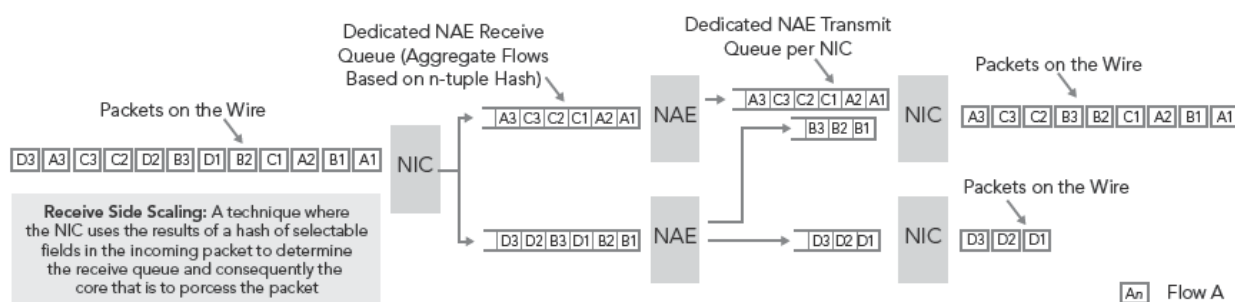 Dedicated NAE Receive
Queue (Aggregate Flows
Based on n-tuple Hash)
Dedicated NAE Transmit
Queue per NIC
Packets on the Wire
Packets on the Wire
A3 C3 C2 C1 A2 A1
NAE
A3 C3 C2 C1 A2 A1
B3 B2 B1
NIC
A3 C3 C2 B3 B2 C1 A2 B1 A1
D3 A3 C3 C2 D2 B3 D1 B2 C1 A2 B1 A1
NIC
Packets on the Wire
Receive Side Scaling: A technique where
the NIC uses the results of a hash of selectable
fields in the incoming packet to determine
the receive queue and consequently the
core that is to porcess the packet
D3 D2 B3 D1 B2 B1
NAE
D3 D2 D1
NIC
D3 D2 D1
An Flow A